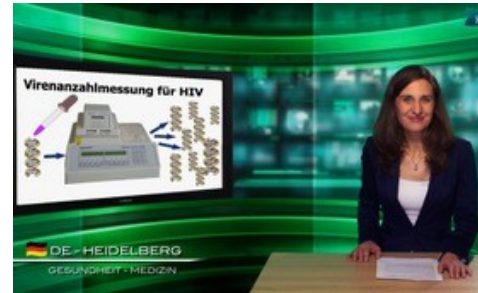 Virenanzahlmessung für HIV
DE - HEIDELBERG
GESUNDHEIT - MEDIZIN